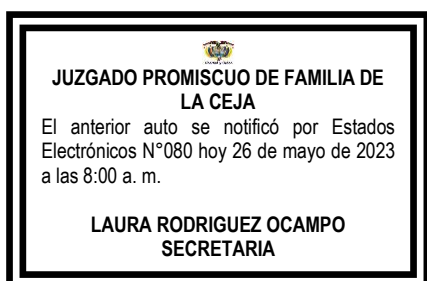 JUZGADO PROMISCUO DE FAMILIA DE
LA CEJA
El anterior auto se notificó por Estados
Electrónicos N°080 hoy 26 de mayo de 2023
a las 8:00 a. m.
LAURA RODRIGUEZ OCAMPO
SECRETARIA